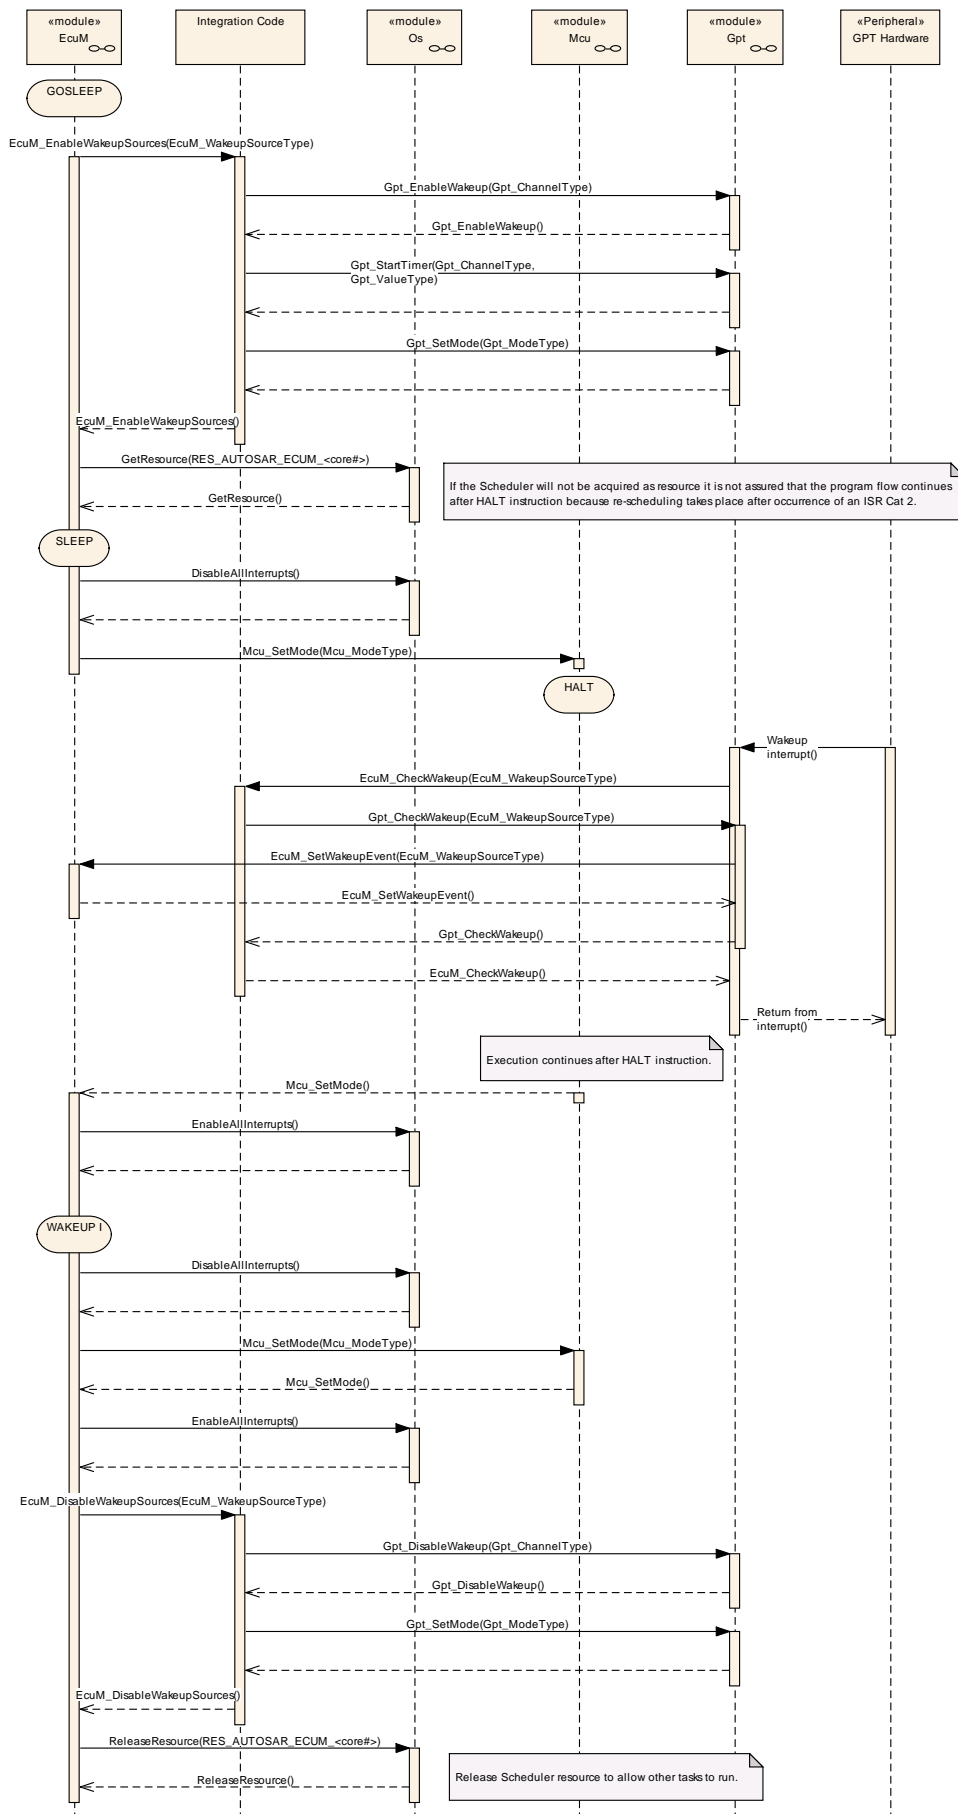 «module»
EcuM
Integration Code
«module»
Os
«module»
Mcu
«module»
Gpt
«Peripheral»
GPT Hardware
GOSLEEP
EcuM_EnableWakeupSources(EcuM_WakeupSourceType)
Gpt_EnableWakeup(Gpt_ChannelType)
Gpt_EnableWakeup()
Gpt_StartTimer(Gpt_ChannelType,
Gpt_ValueType)
Gpt_SetMode(Gpt_ModeType)
EcuM_EnableWakeupSources()
GetResource(RES_AUTOSAR_ECUM_<core#>)
If the Scheduler will not be acquired as resource it is not assured that the program flow continues
after HALT instruction because re-scheduling takes place after occurrence of an ISR Cat 2.
GetResource()
SLEEP
DisableAllInterrupts()
Mcu_SetMode(Mcu_ModeType)
HALT
Wakeup
interrupt()
EcuM_CheckWakeup(EcuM_WakeupSourceType)
Gpt_CheckWakeup(EcuM_WakeupSourceType)
EcuM_SetWakeupEvent(EcuM_WakeupSourceType)
EcuM_SetWakeupEvent()
Gpt_CheckWakeup()
EcuM_CheckWakeup()
Return from
interrupt()
Execution continues after HALT instruction.
Mcu_SetMode()
EnableAllInterrupts()
WAKEUP I
DisableAllInterrupts()
Mcu_SetMode(Mcu_ModeType)
Mcu_SetMode()
EnableAllInterrupts()
EcuM_DisableWakeupSources(EcuM_WakeupSourceType)
Gpt_DisableWakeup(Gpt_ChannelType)
Gpt_DisableWakeup()
Gpt_SetMode(Gpt_ModeType)
EcuM_DisableWakeupSources()
ReleaseResource(RES_AUTOSAR_ECUM_<core#>)
Release Scheduler resource to allow other tasks to run.
ReleaseResource()